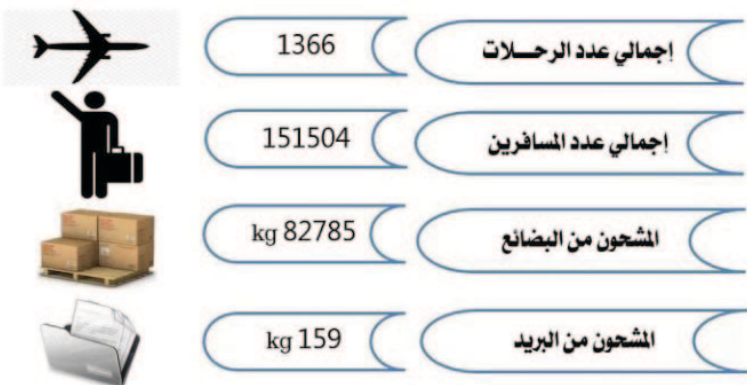 إجمالي عدد الرحـــلات 1366
إجمالي عدد المسافرين 151504
المشحون من البضائع 82785 kg
المشحون من البريد 159 kg